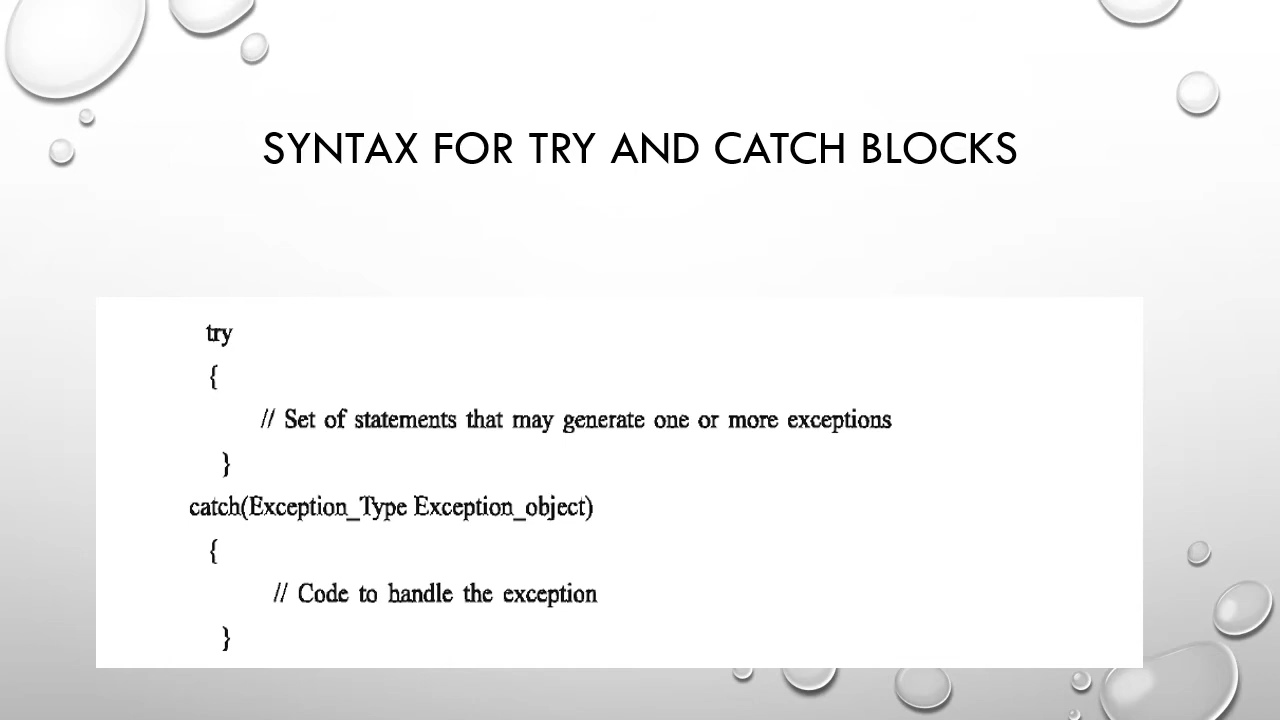 SYNTAX FOR TRY AND CATCH BLOCKS
try
{
// Set of statements that may generate one or more exceptions
}
catch(Exception_Type Exception_object)
{
// Code to handle the exception
}